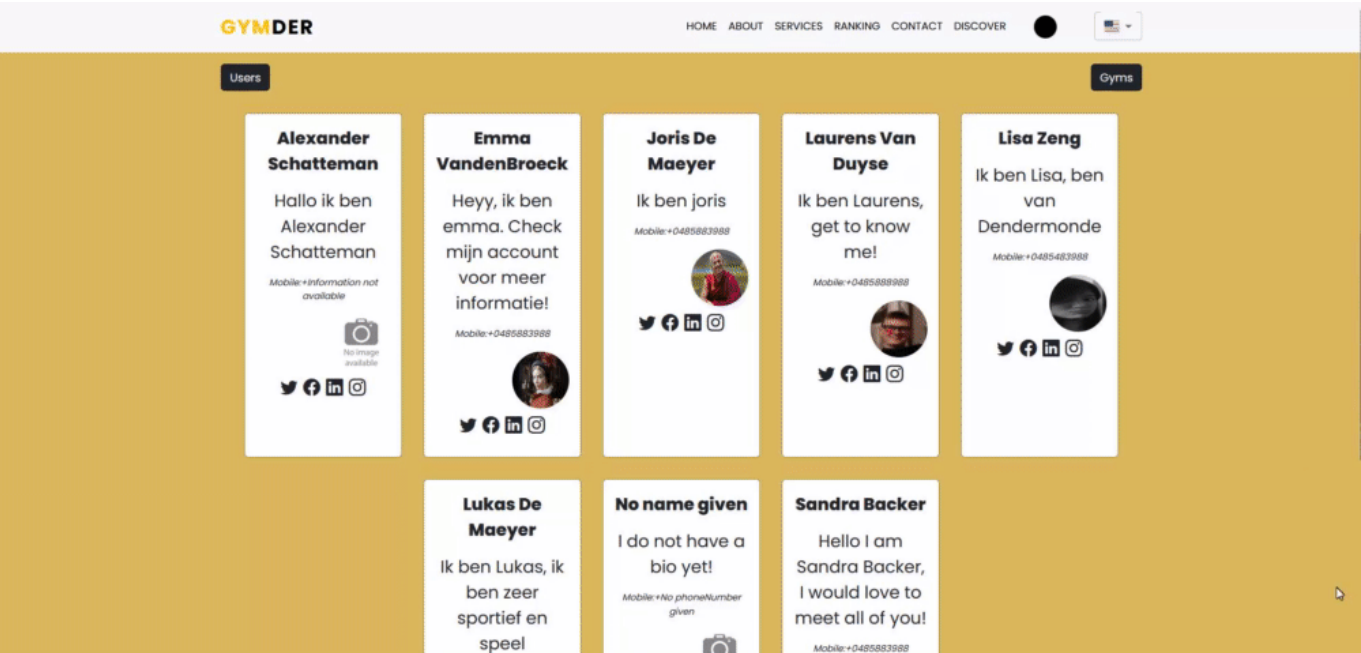 GYMDER
HOME ABOUT SERVICES RANKING CONTACT DISCOVER
Users
Gyms
Alexander
Schatteman
Hallo ik ben
Alexander
Schatteman
Mobile:+Information not
available
No image
available
Emma
VandenBroeck
Heyy, ik ben
emma. Check
mijn account
voor meer
informatie!
Mobile:+0485883988
Joris De
Maeyer
Ik ben joris
Mobile:+0485883988
Laurens Van
Duyse
Ik ben Laurens,
get to know
me!
Mobile:+0485888988
Lisa Zeng
Ik ben Lisa, ben
van
Dendermonde
Mobile:+0485483988
Lukas De
Maeyer
Ik ben Lukas, ik
ben zeer
sportief en
speel
No name given
I do not have a
bio yet!
Mobile:+No phoneNumber
given
Sandra Backer
Hello I am
Sandra Backer,
I would love to
meet all of you!
Mobile:+0485883988